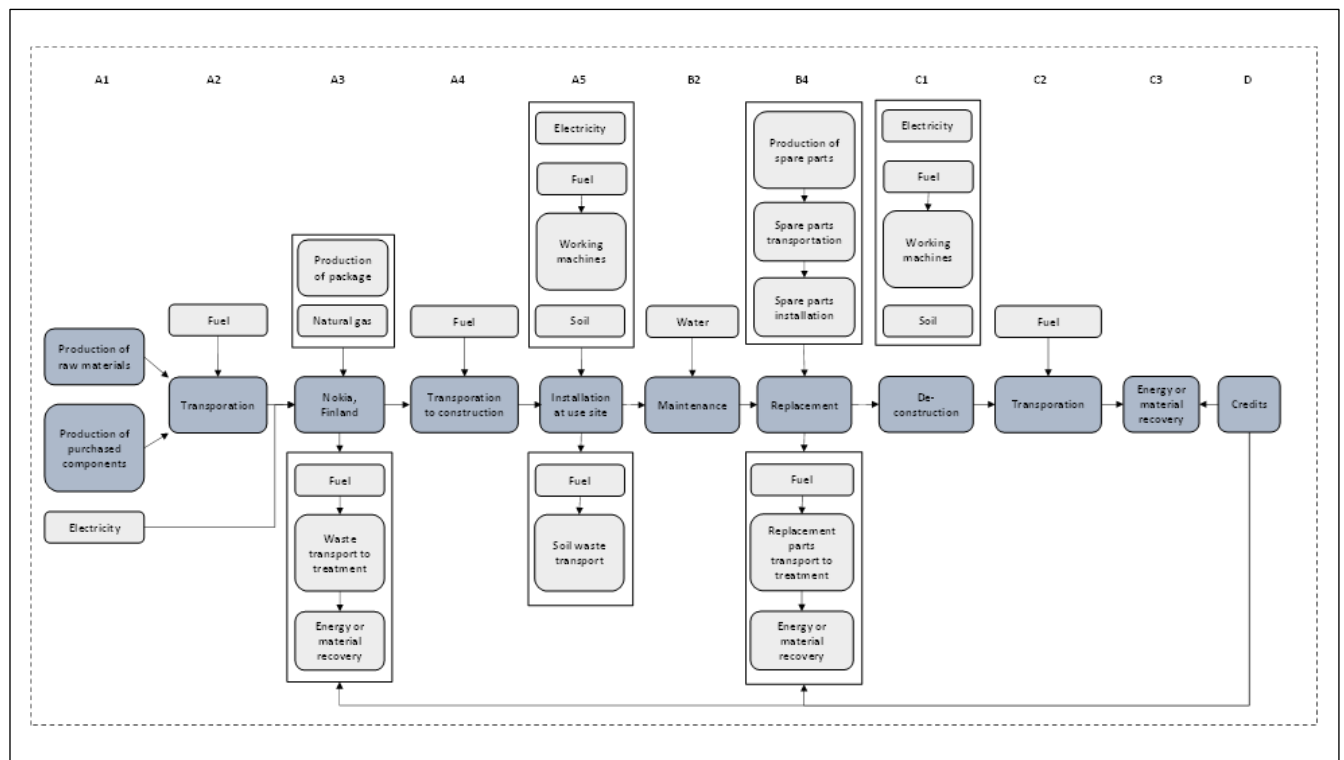 A1 A2 A3 A4 A5 B2 B4 C1 C2 C3 D
Production of
raw materials
Production of
purchased
components
Electricity
Fuel
Transporation
Production
of package
Natural gas
Nokia,
Finland
Fuel
Waste
transport to
treatment
Energy or
material
recovery
Fuel
Transporation
to construction
Electricity
Fuel
Working
machines
Soil
Installation
at use site
Fuel
Soil waste
transport
Water
Maintenance
Production of
spare parts
Spare parts
transportation
Spare parts
installation
Replacement
Fuel
Replacement
parts
transport to
treatment
Energy or
material
recovery
Electricity
Fuel
Working
machines
Soil
De-
construction
Fuel
Transporation
Energy or
material
recovery
Credits